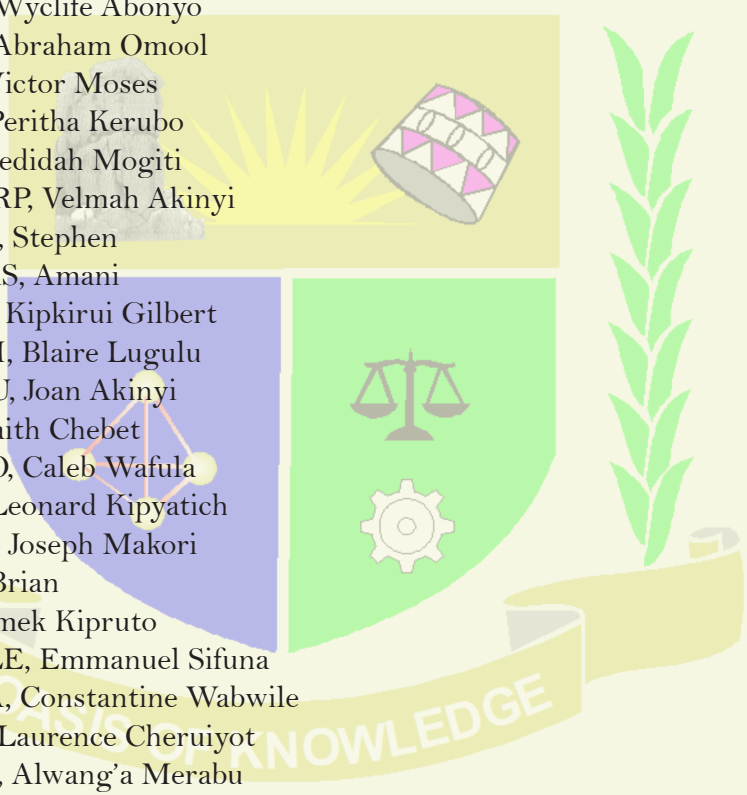 Wyclife Abonyo
Abraham Omool
Victor Moses
Peritha Kerubo
edidah Mogiti
RP, Velmah Akinyi
, Stephen
S, Amani
Kipkirui Gilbert
, Blaire Lugulu
U, Joan Akinyi
ith Chebet
O, Caleb Wafula
Leonard Kipyatich
Joseph Makori
Brian
mek Kipruto
LE, Emmanuel Sifuna
, Constantine Wabwile
Laurence Cheruiyot
, Alwang’a Merabu
OASIS OF KNOWLEDGE